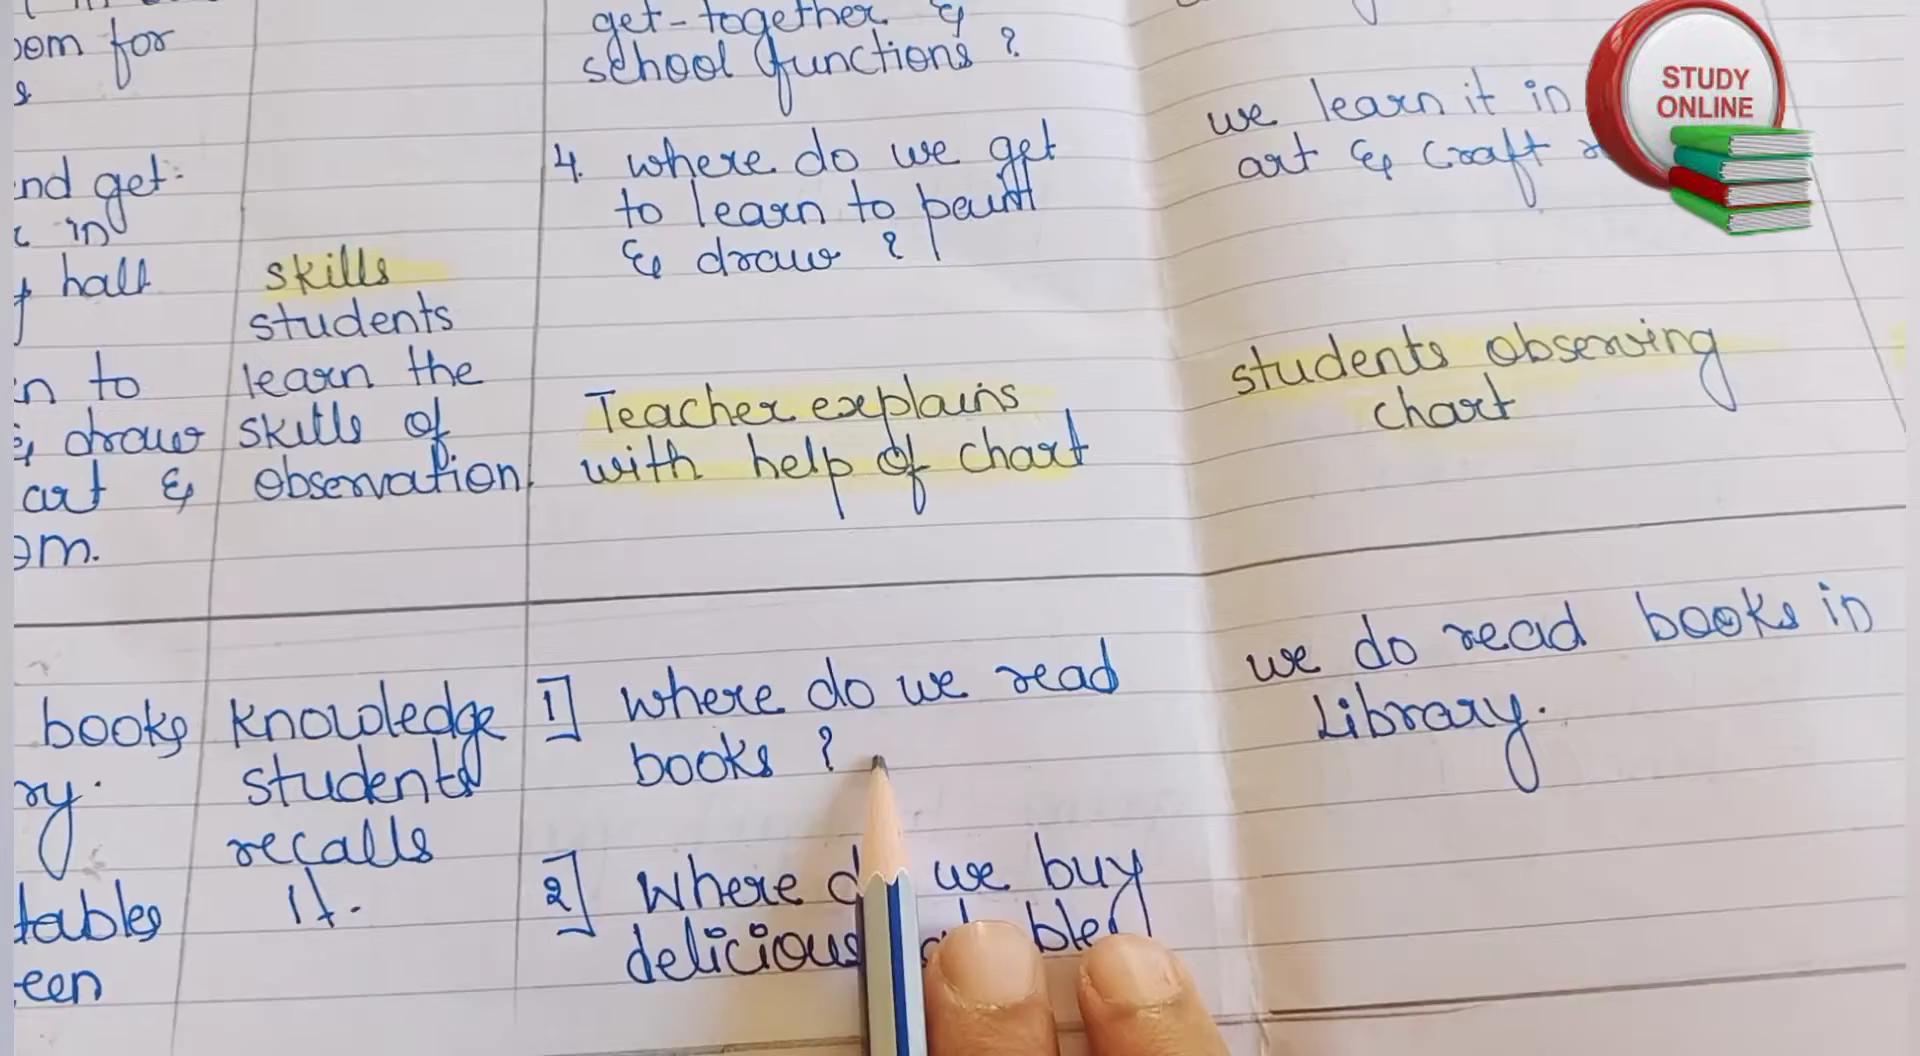 om for
get-together &
school functions ?
we learn it in
art & craft
4. where do we get
to learn to paint
& draw ?
nd get-
in
hall
n to
& draw
art &
om.
skills
students
learn the
skills of
observation.
Teacher explains
with help of chart
students observing
chart
books
ry.
tables
een
knowledge
students
recalls
it.
1] where do we read
books ?
2] where we buy
delicious
we do read books in
Library.
STUDY
ONLINE